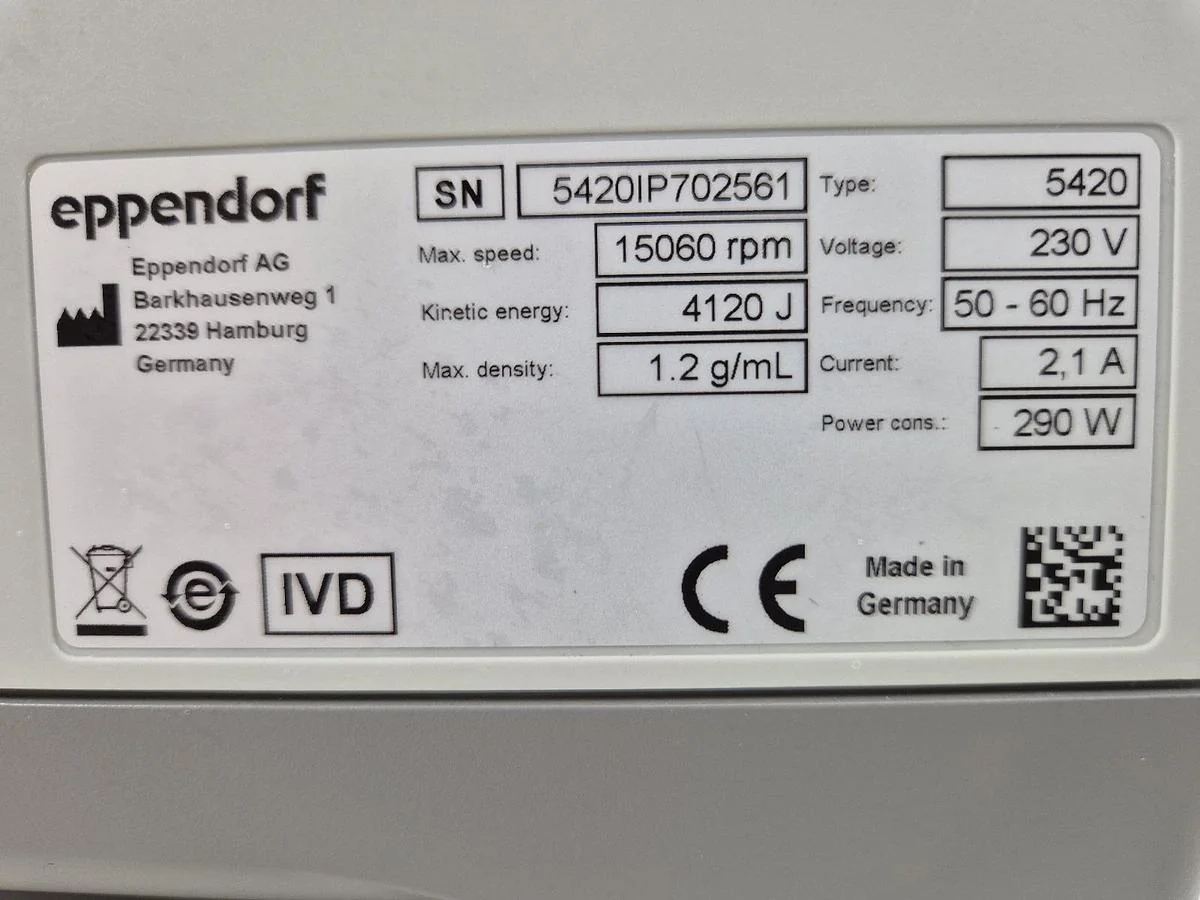 eppendorf
Eppendorf AG
Barkhausenweg 1
22339 Hamburg
Germany
SN 5420IP702561
Max. speed: 15060 rpm
Kinetic energy: 4120 J
Max. density: 1.2 g/mL
Type: 5420
Voltage: 230 V
Frequency: 50 - 60 Hz
Current: 2,1 A
Power cons.: 290 W
e
IVD
CE
Made in
Germany